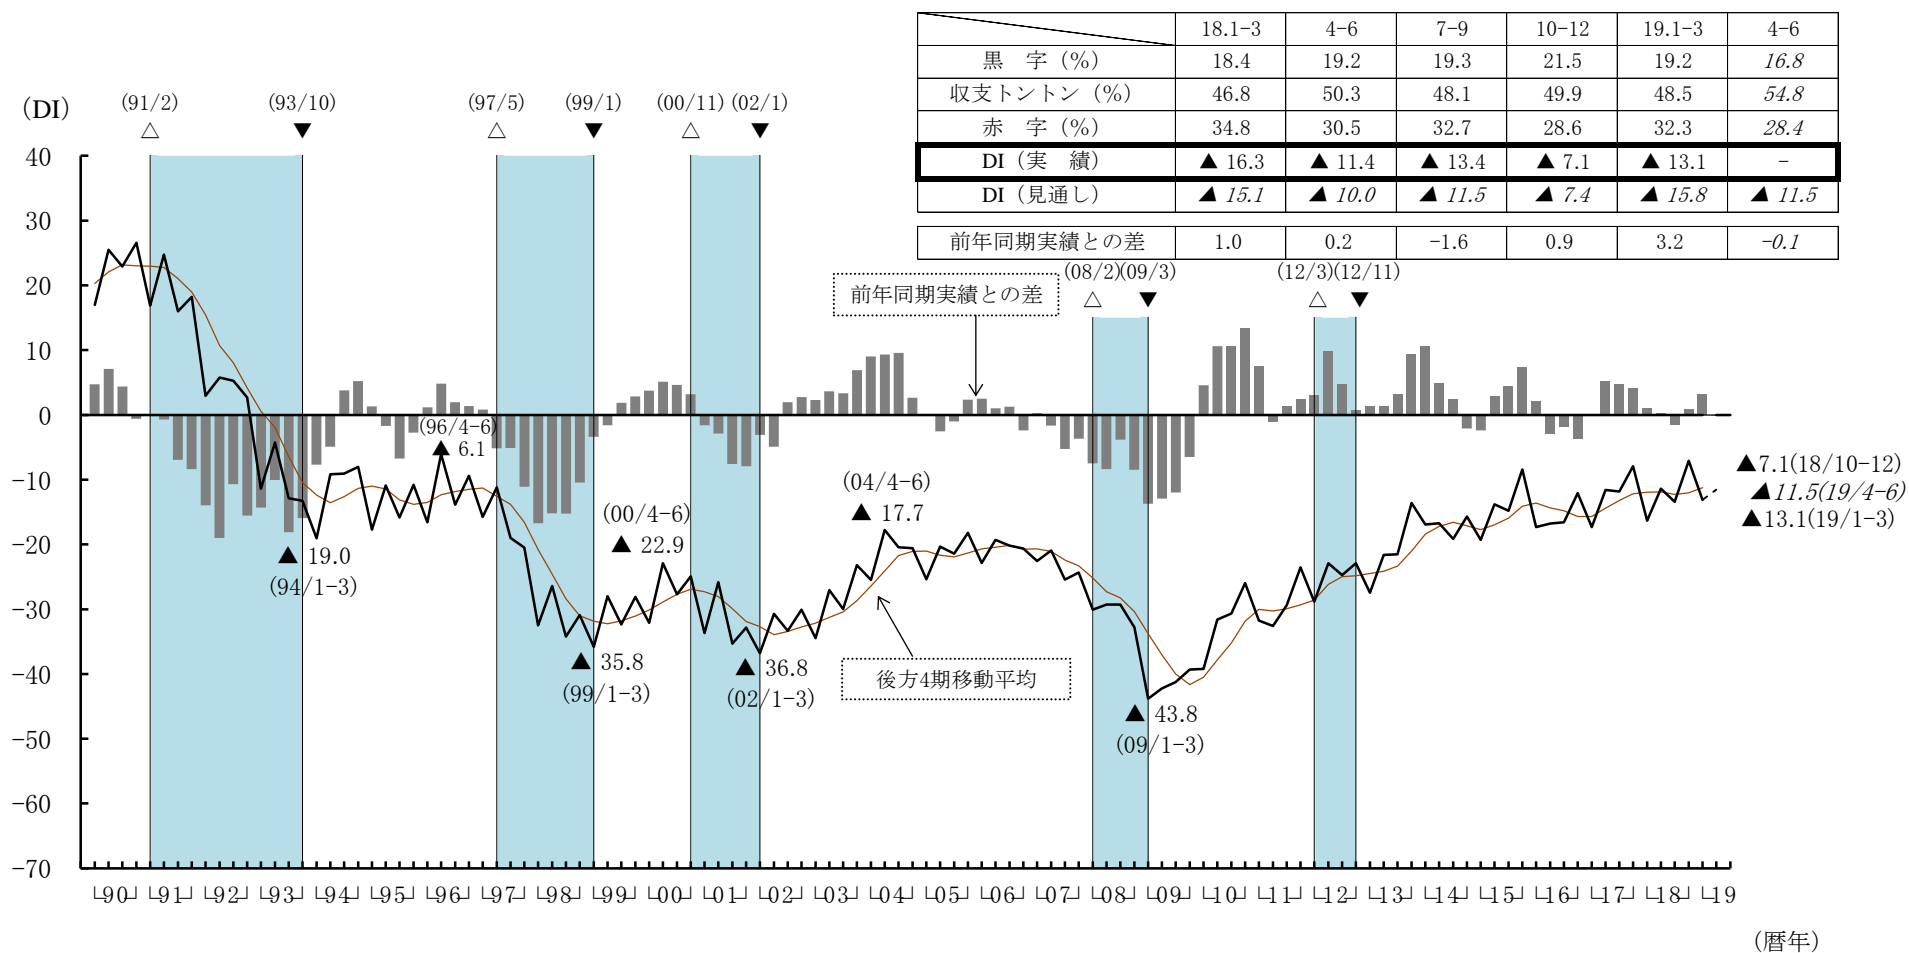 18.1−3 4−6 7−9 10−12 19.1−3 4−6
黒　字（%） 18.4 19.2 19.3 21.5 19.2 16.8
収支トントン（%） 46.8 50.3 48.1 49.9 48.5 54.8
赤　字（%） 34.8 30.5 32.7 28.6 32.3 28.4
DI（実　績） ▲ 16.3 ▲ 11.4 ▲ 13.4 ▲ 7.1 ▲ 13.1 −
DI（見通し） ▲ 15.1 ▲ 10.0 ▲ 11.5 ▲ 7.4 ▲ 15.8 ▲ 11.5
前年同期実績との差 1.0 0.2 −1.6 0.9 3.2 −0.1
（DI）
(91/2) (93/10) (97/5) (99/1) (00/11) (02/1)
△ ▼ △ ▼ △ ▼
(08/2)(09/3) (12/3)(12/11)
△ ▼ △ ▼
前年同期実績との差
40
30
20
10
0
−10
−20
−30
−40
−50
−60
−70
(96/4−6)
▲ 6.1
▲ 19.0
(94/1−3)
(00/4−6)
▲ 22.9
(04/4−6)
▲ 17.7
▲ 35.8
(99/1−3)
▲ 36.8
(02/1−3)
後方4期移動平均
▲ 43.8
(09/1−3)
▲7.1(18/10−12)
▲11.5(19/4−6)
▲13.1(19/1−3)
90 91 92 93 94 95 96 97 98 99 00 01 02 03 04 05 06 07 08 09 10 11 12 13 14 15 16 17 18 19
（暦年）